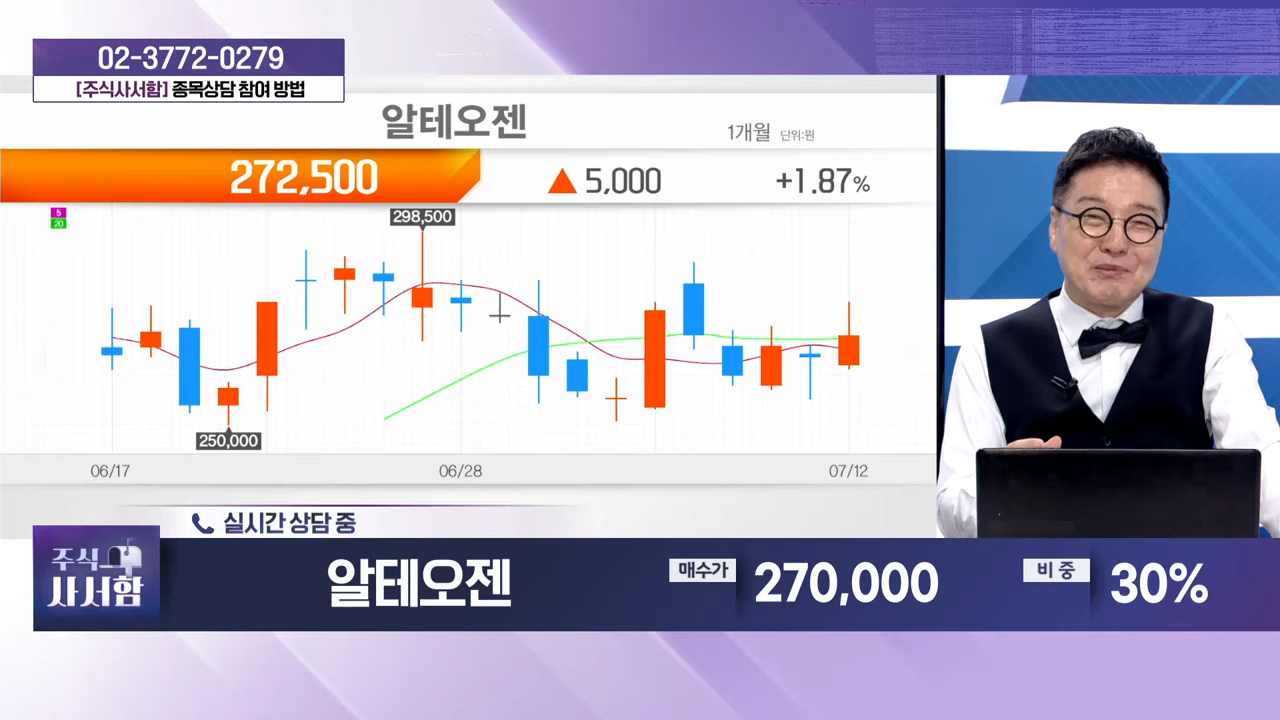 02-3772-0279
[주식사서함] 종목상담 참여 방법
알테오젠
1개월 단위:원
272,500 ▲ 5,000 +1.87%
5
20
298,500
250,000
06/17 06/28 07/12
실시간 상담 중
주식
사서함
알테오젠 매수가 270,000 비중 30%